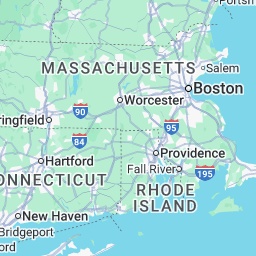 Portsm
MASSACHUSETTS
Salem
Boston
90
Worcester
ringfield
95
84
Hartford
Providence
Fall River
195
ONNECTICUT
RHODE
ISLAND
New Haven
Bridgeport
ford